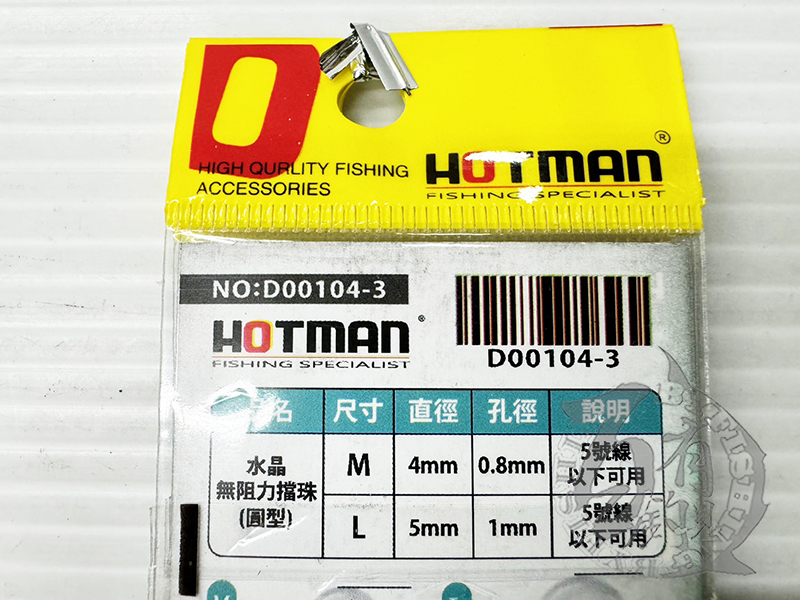 HIGH QURLITY FISHING
ACCESSORIES
HOTMAN®
FISHING SPECIALIST
NO:D00104-3
HOTMAN®
FISHING SPECIALIST
D00104-3
品名 尺寸 直徑 孔徑 說明
水晶
無阻力擋珠
(圓型)
M 4mm 0.8mm 5號線
以下可用
L 5mm 1mm 5號線
以下可用